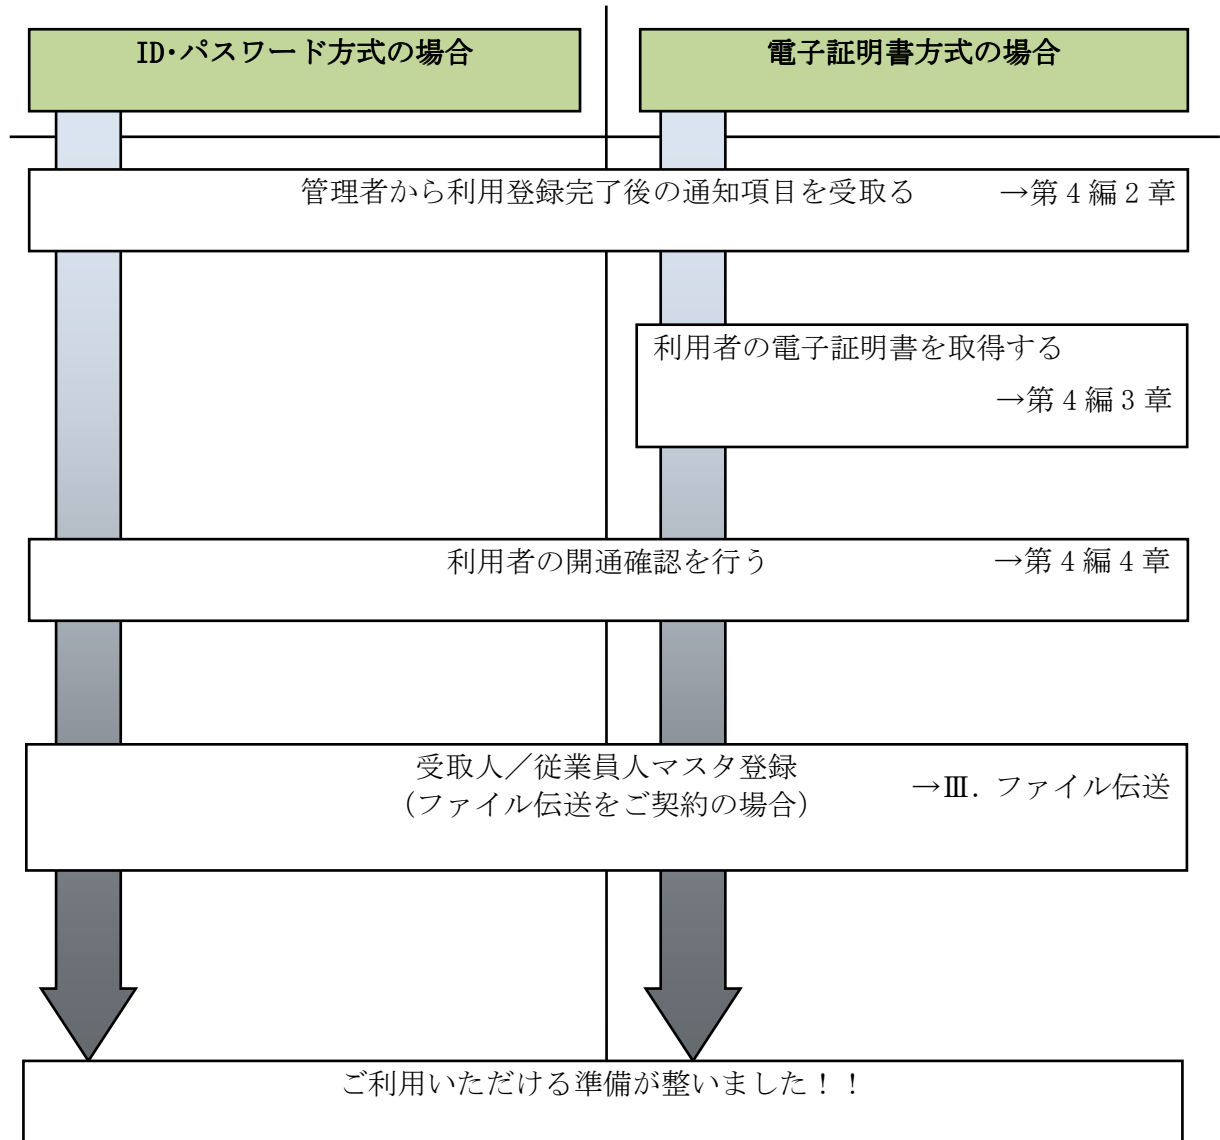 ID・パスワード方式の場合
電子証明書方式の場合
管理者から利用登録完了後の通知項目を受取る →第４編２章
利用者の電子証明書を取得する
→第４編３章
利用者の開通確認を行う →第４編４章
受取人／従業員人マスタ登録
（ファイル伝送をご契約の場合）
→Ⅲ．ファイル伝送
ご利用いただける準備が整いました！！